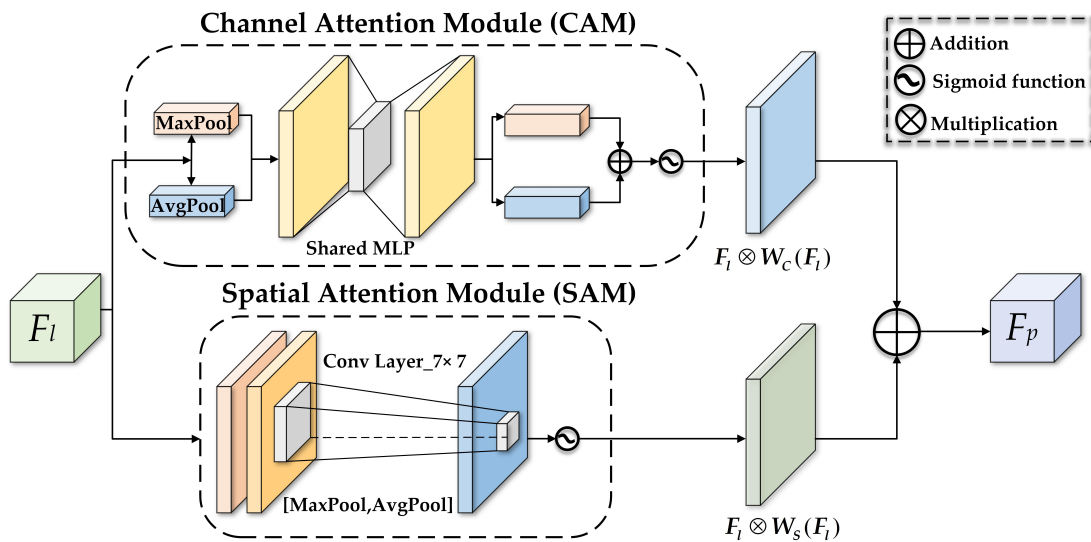 Channel Attention Module (CAM)
Addition
Sigmoid function
Multiplication
MaxPool
AvgPool
Shared MLP
F_l ⊗ W_C(F_l)
Spatial Attention Module (SAM)
F_l
Conv Layer_7×7
[MaxPool,AvgPool]
F_l ⊗ W_S(F_l)
F_p